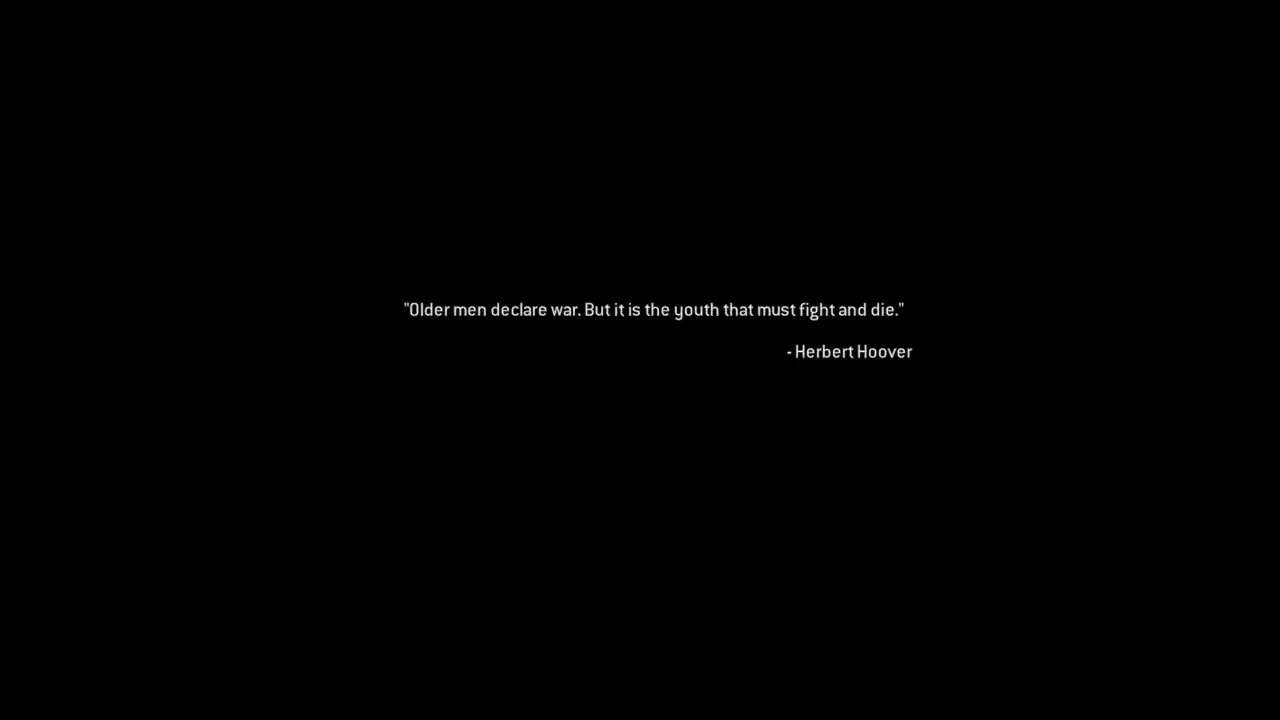 "Older men declare war. But it is the youth that must fight and die."
- Herbert Hoover